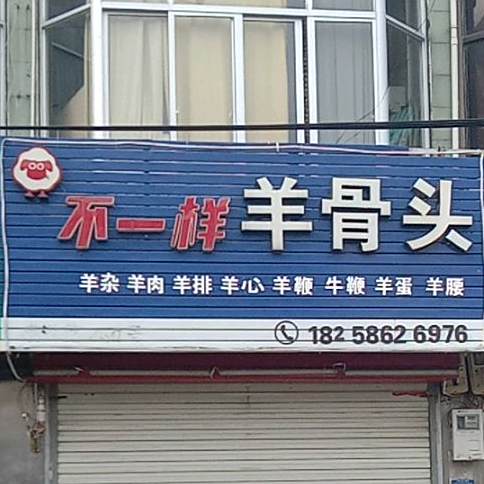 不一样羊骨头
羊杂 羊肉 羊排 羊心 羊鞭 牛鞭 羊蛋 羊腰
182 5862 6976